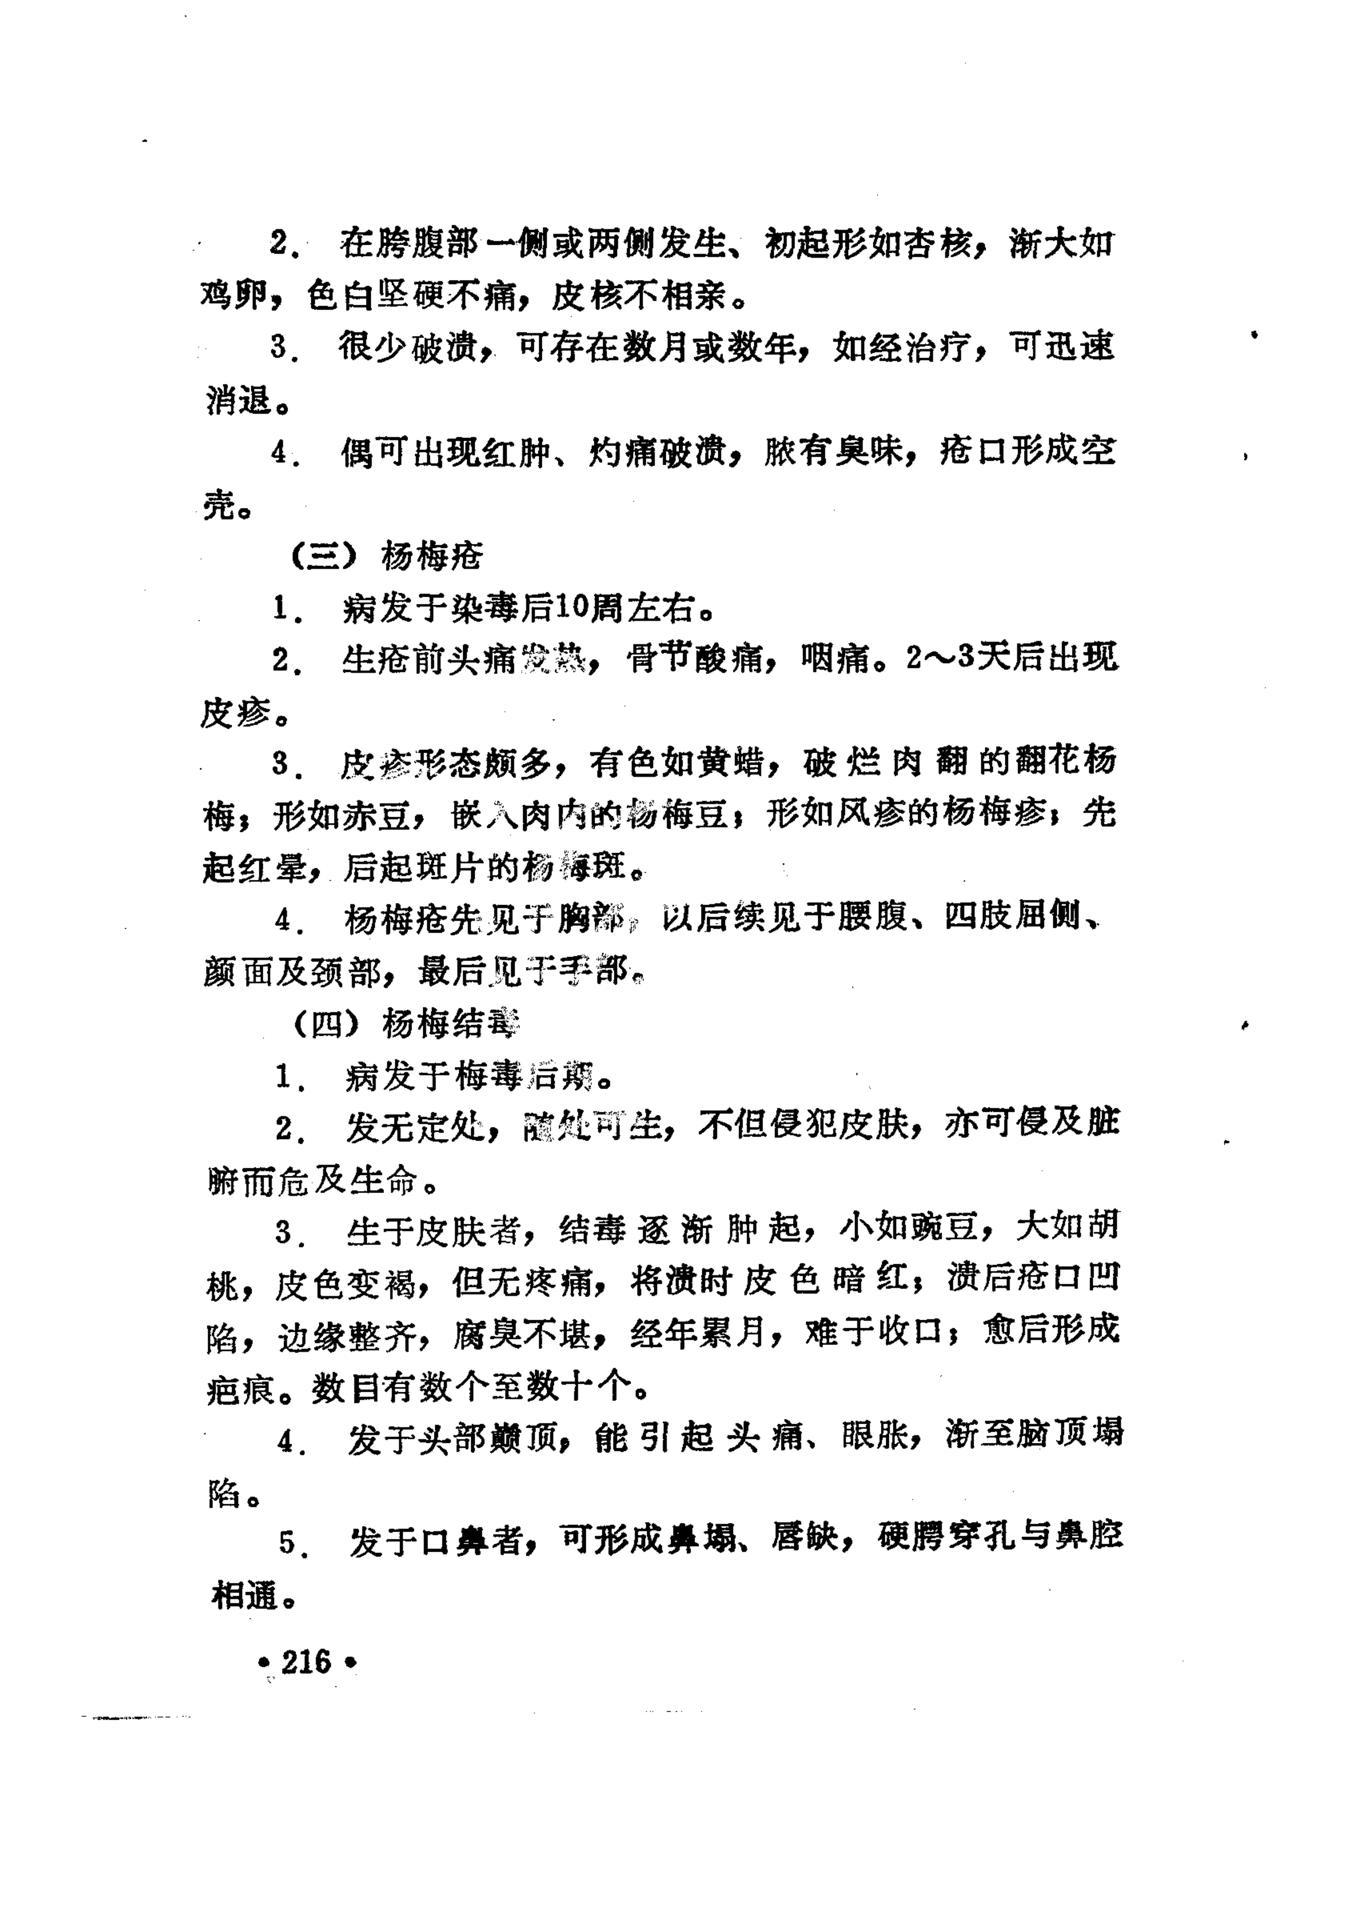 2. 在胯腹部一侧或两侧发生、初起形如杏核，渐大如
鸡卵，色白坚硬不痛，皮核不相亲。
3. 很少破溃，可存在数月或数年，如经治疗，可迅速
消退。
4. 偶可出现红肿、灼痛破溃，脓有臭味，疮口形成空
壳。
（三）杨梅疮
1. 病发于染毒后10周左右。
2. 生疮前头痛发热，骨节酸痛，咽痛。2～3天后出现
皮疹。
3. 皮疹形态颇多，有色如黄蜡，破烂肉翻的翻花杨
梅；形如赤豆，嵌入肉内的杨梅豆；形如风疹的杨梅疹；先
起红晕，后起斑片的杨梅斑。
4. 杨梅疮先见于胸部，以后续见于腰腹、四肢屈侧、
颜面及颈部，最后见于手部。
（四）杨梅结毒
1. 病发于梅毒后期。
2. 发无定处，随处可生，不但侵犯皮肤，亦可侵及脏
腑而危及生命。
3. 生于皮肤者，结毒逐渐肿起，小如豌豆，大如胡
桃，皮色变褐，但无疼痛，将溃时皮色暗红；溃后疮口凹
陷，边缘整齐，腐臭不堪，经年累月，难于收口；愈后形成
疤痕。数目有数个至数十个。
4. 发于头部巅顶，能引起头痛、眼胀，渐至脑顶塌
陷。
5. 发于口鼻者，可形成鼻塌、唇缺，硬腭穿孔与鼻腔
相通。
• 216 •